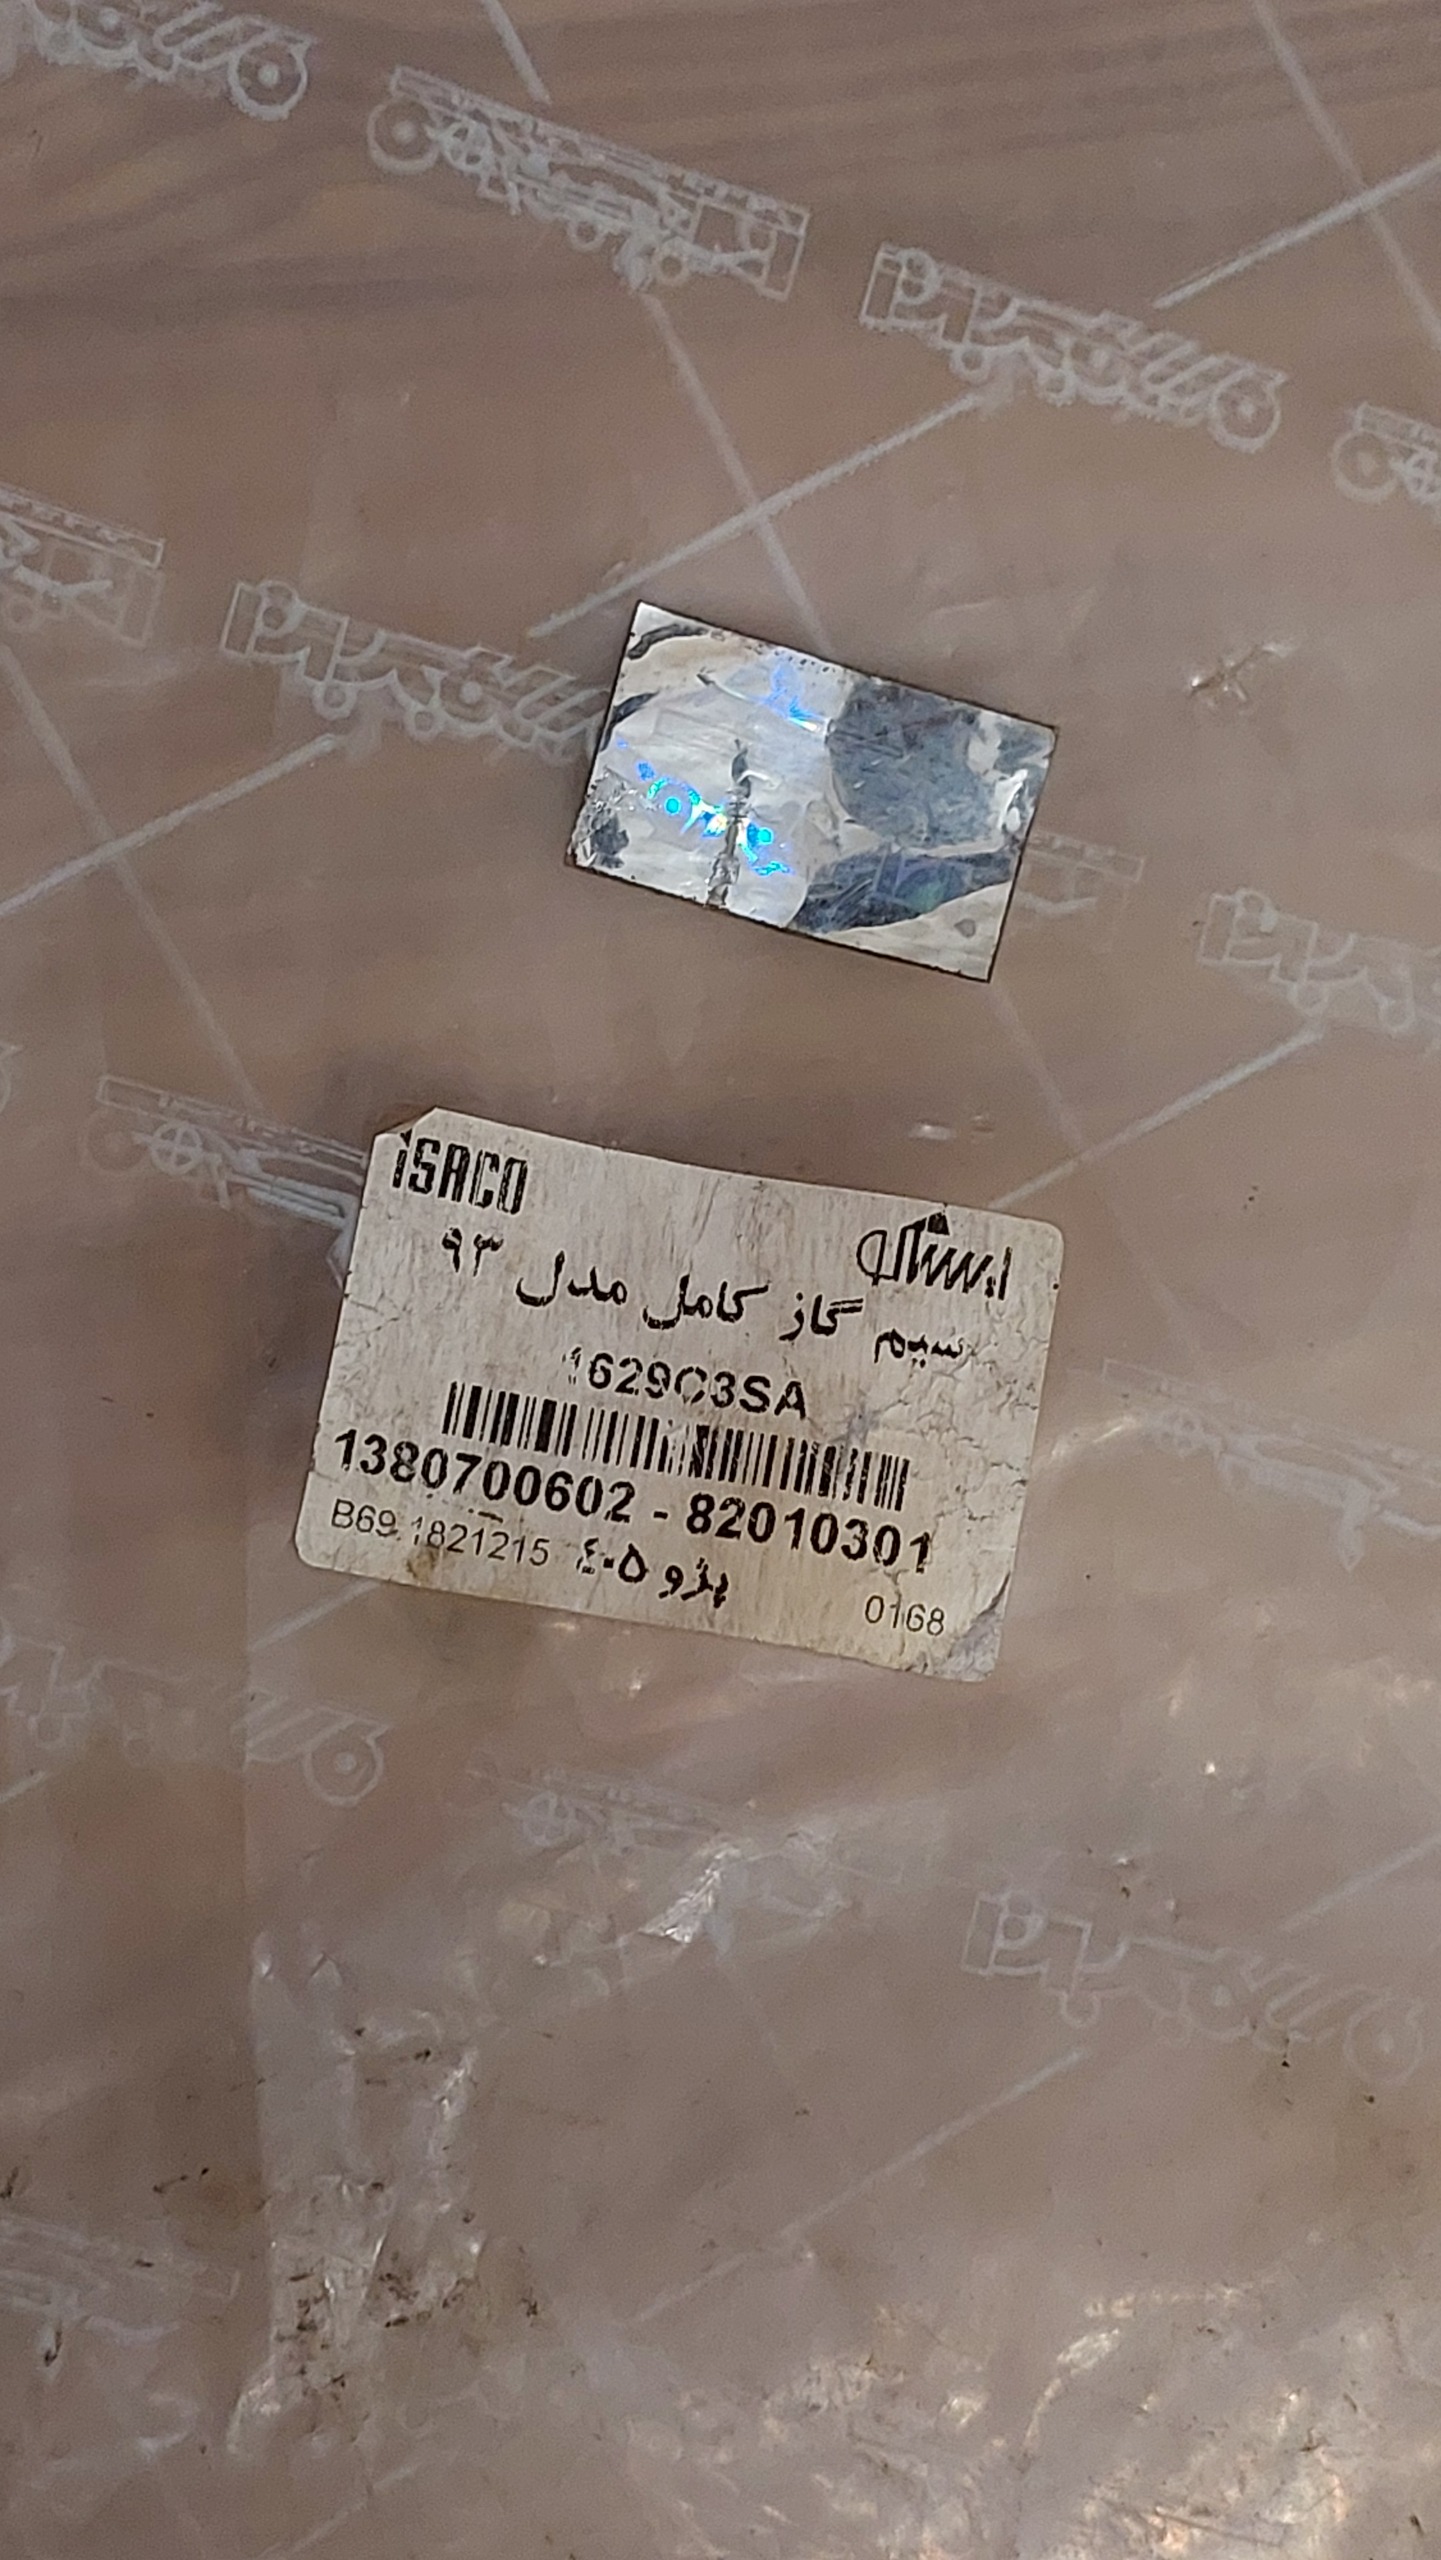 ISACO
ایساکو
سیم گاز کامل مدل ۹۳
1629C3SA
1380700602 - 82010301
B69.1821215 پژو ۴۰۵
0168